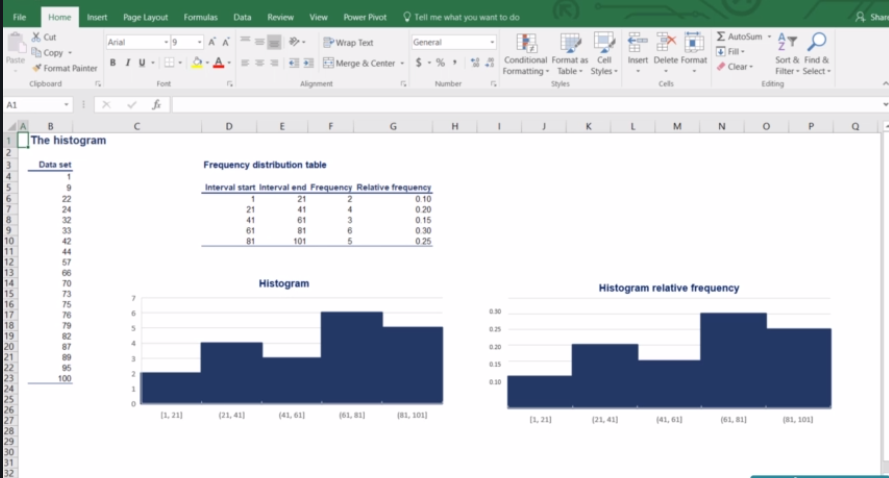 File Home Insert Page Layout Formulas Data Review View Power Pivot Tell me what you want to do Shar
Cut
Copy
Format Painter
Paste
Clipboard
Arial 9
B I U
Font
Wrap Text
Merge & Center
Alignment
General
$ % ,
Number
Conditional Formatting
Format as Table
Cell Styles
Styles
Insert Delete Format
Cells
AutoSum
Fill
Clear
Sort & Filter
Find & Select
Editing
A1 fx
A B C D E F G H I J K L M N O P Q
1 The histogram
2
3 Data set Frequency distribution table
4 1
5 9 Interval start Interval end Frequency Relative frequency
6 22 1 21 2 0.10
7 24 21 41 4 0.20
8 32 41 61 3 0.15
9 33 61 81 6 0.30
10 42 81 101 5 0.25
11 44
12 57
13 66
14 70
15 73
16 75
17 76
18 79
19 82
20 87
21 89
22 95
23 100
24
25
26
27
28
29
30
31
32
Histogram
7
6
5
4
3
2
1
0
[1, 21] (21, 41] (41, 61] (61, 81] (81, 101]
Histogram relative frequency
0.30
0.25
0.20
0.15
0.10
[1, 21] (21, 41] (41, 61] (61, 81] (81, 101]